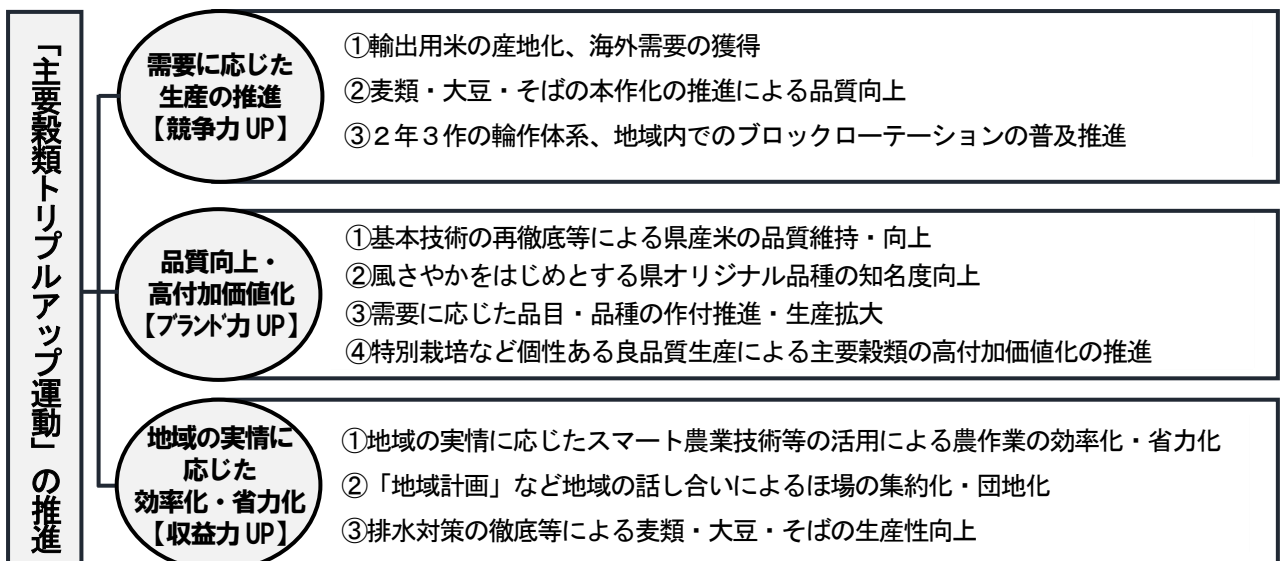 「主要穀類トリプルアップ運動」の推進
需要に応じた
生産の推進
【競争力 UP】
①輸出用米の産地化、海外需要の獲得
②麦類・大豆・そばの本作化の推進による品質向上
③２年３作の輪作体系、地域内でのブロックローテーションの普及推進
品質向上・
高付加価値化
【ブランド力 UP】
①基本技術の再徹底等による県産米の品質維持・向上
②風さやかをはじめとする県オリジナル品種の知名度向上
③需要に応じた品目・品種の作付推進・生産拡大
④特別栽培など個性ある良品質生産による主要穀類の高付加価値化の推進
地域の実情に
応じた
効率化・省力化
【収益力 UP】
①地域の実情に応じたスマート農業技術等の活用による農作業の効率化・省力化
②「地域計画」など地域の話し合いによるほ場の集約化・団地化
③排水対策の徹底等による麦類・大豆・そばの生産性向上